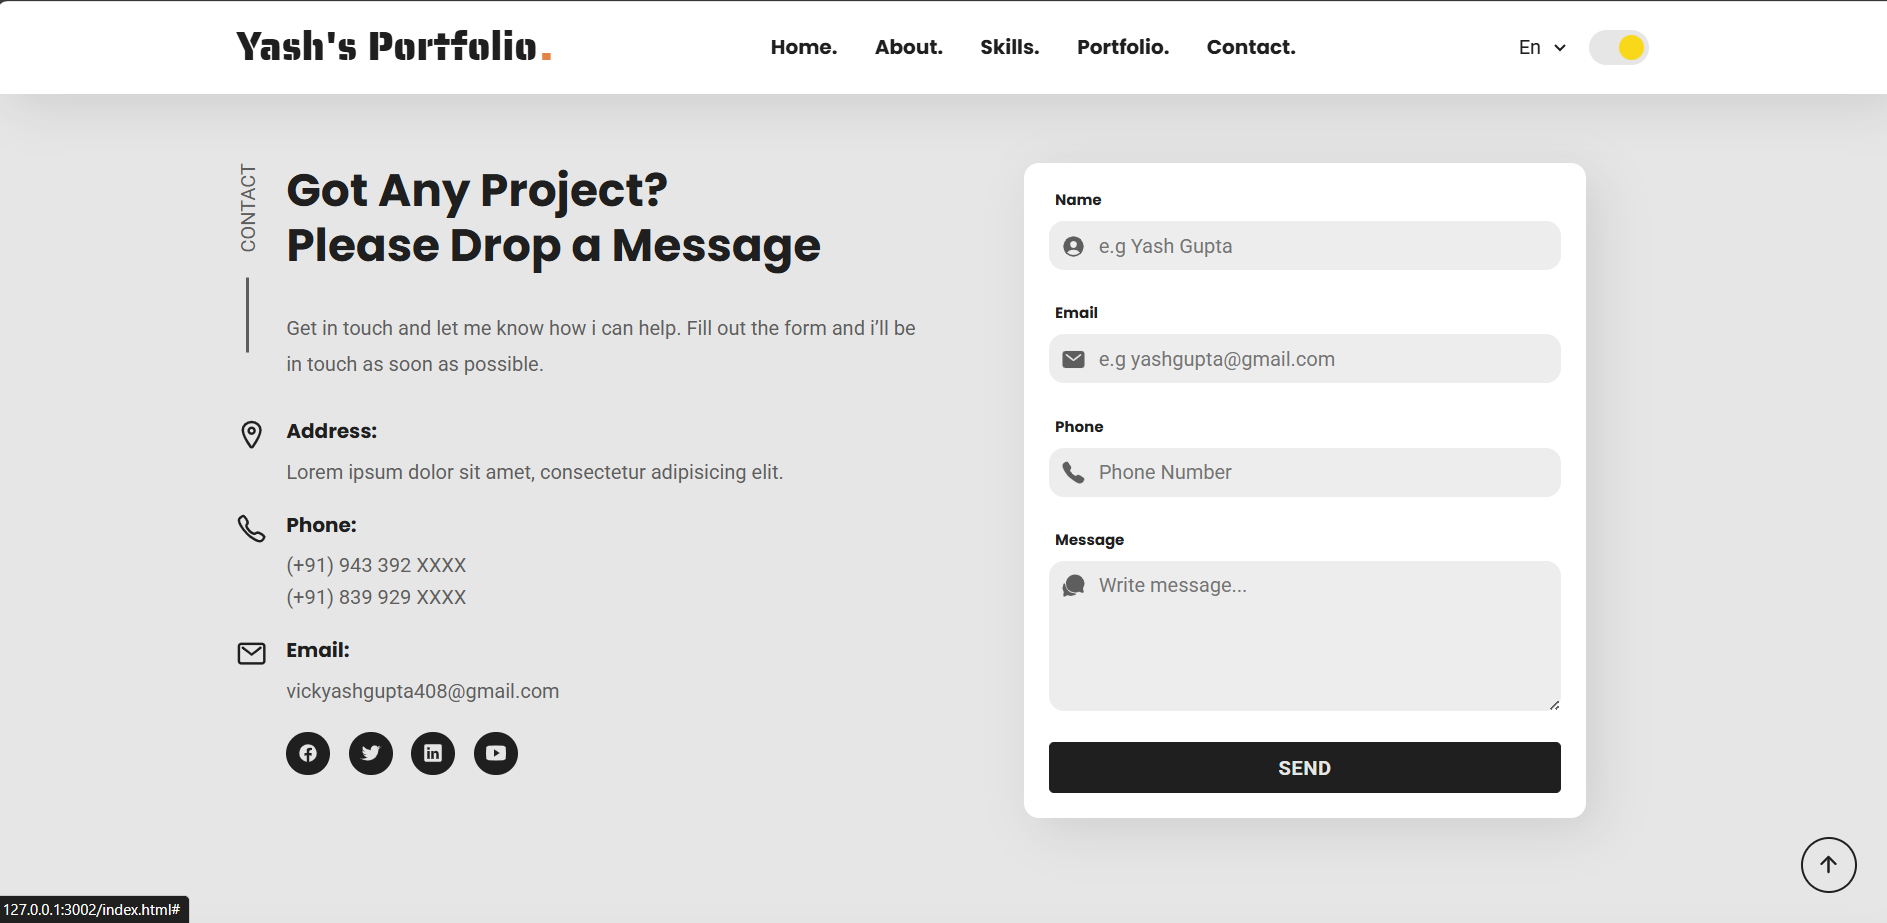 Yash's Portfolio.
Home. About. Skills. Portfolio. Contact.
En
CONTACT
Got Any Project?
Please Drop a Message
Get in touch and let me know how i can help. Fill out the form and i’ll be
in touch as soon as possible.
Address:
Lorem ipsum dolor sit amet, consectetur adipisicing elit.
Phone:
(+91) 943 392 XXXX
(+91) 839 929 XXXX
Email:
vickyashgupta408@gmail.com
Name
e.g Yash Gupta
Email
e.g yashgupta@gmail.com
Phone
Phone Number
Message
Write message...
SEND
127.0.0.1:3002/index.html#